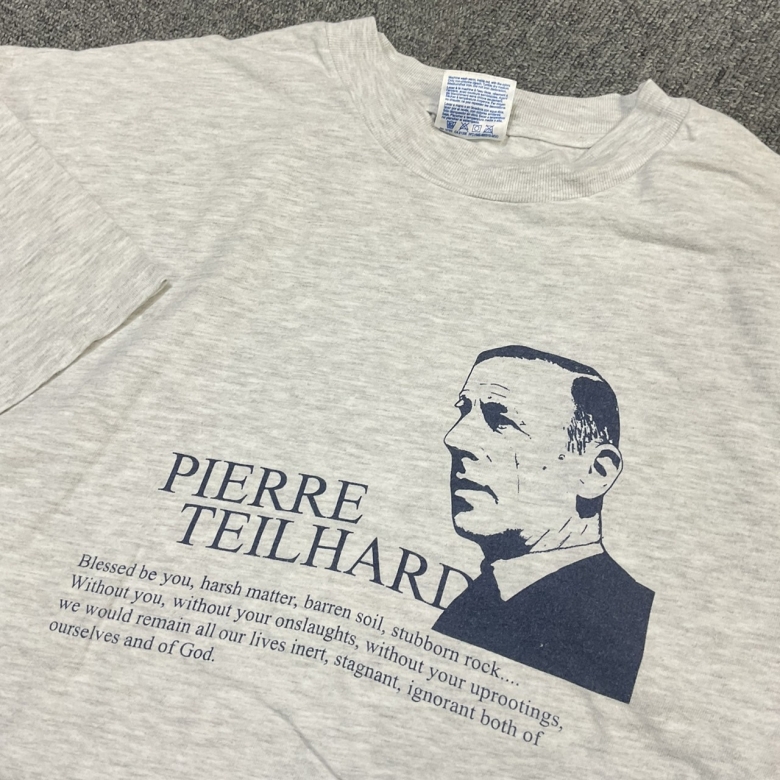 PIERRE
TEILHARD
Blessed be you, harsh matter, barren soil, stubborn rock....
Without you, without your onslaughts, without your uprootings,
we would remain all our lives inert, stagnant, ignorant both of
ourselves and of God.